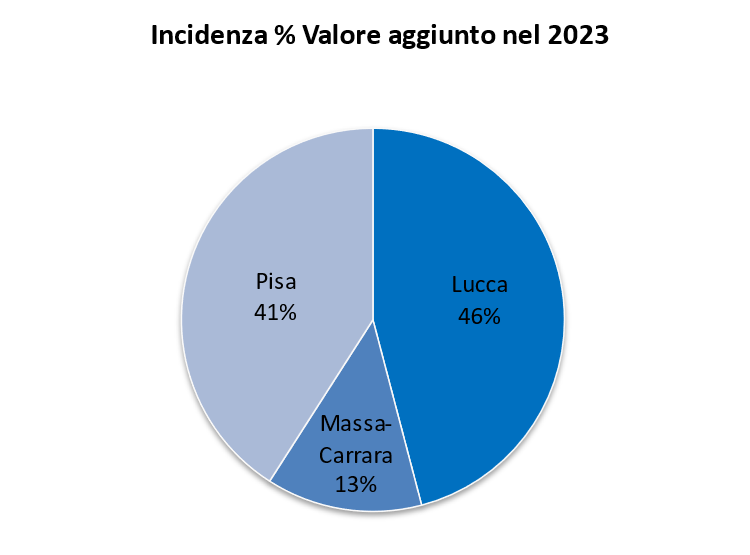 Incidenza % Valore aggiunto nel 2023
Pisa
41%
Lucca
46%
Massa-
Carrara
13%